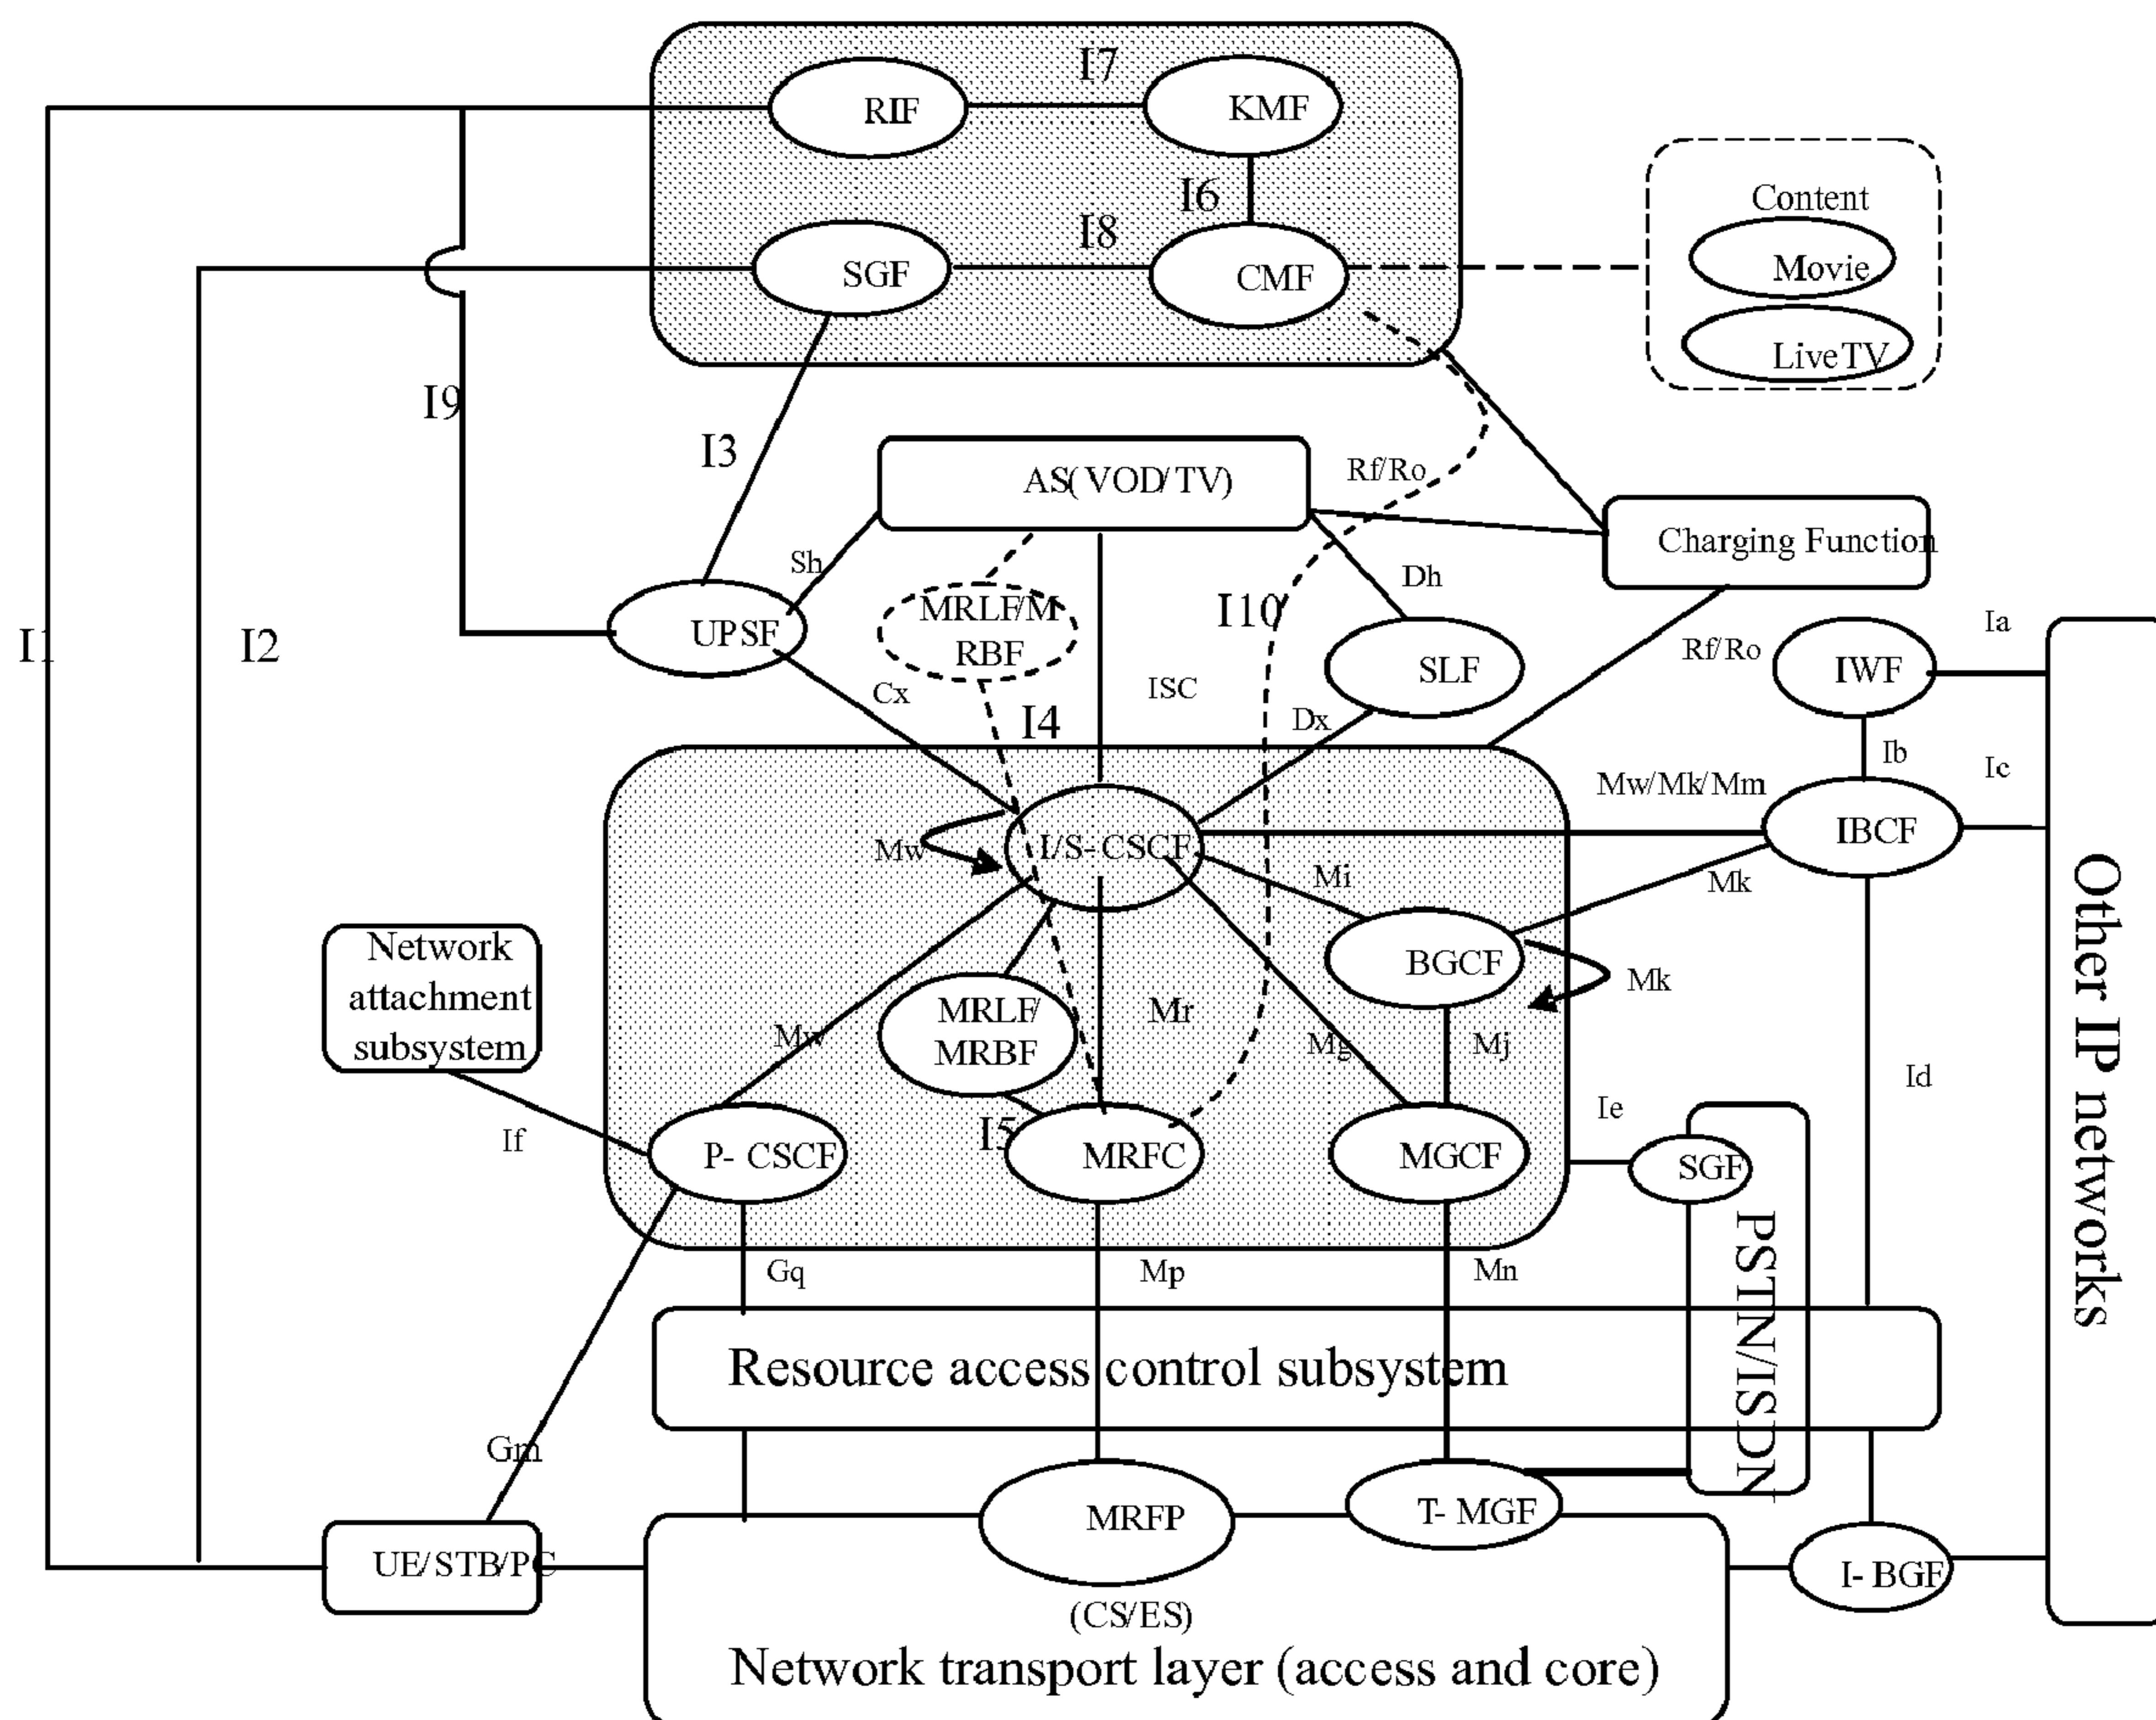 I7
RIF
KMF
I6
Content
Movie
LiveTV
I8
SGF
CMF
I9
I3
AS(VOD/TV)
Rf/Ro
Charging Function
Sh
Dh
MRLF/M
RBF
I10
UPSF
SLF
IWF
Ia
I1
I2
Rf/Ro
Cx
ISC
I4
Dx
Ib
Ic
Mw/Mk/Mm
Mw
I/S-CSCF
IBCF
Mi
Mk
Network
attachment
subsystem
BGCF
Mk
Other IP networks
MRLF/
MRBF
Mr
Mw
Mg
Mj
Id
Ie
If
I5
P-CSCF
MRFC
MGCF
SGF
PSTN/ISDN
Gq
Mp
Mn
Resource access control subsystem
Gm
MRFP
T-MGF
UE/STB/PC
I-BGF
(CS/ES)
Network transport layer (access and core)